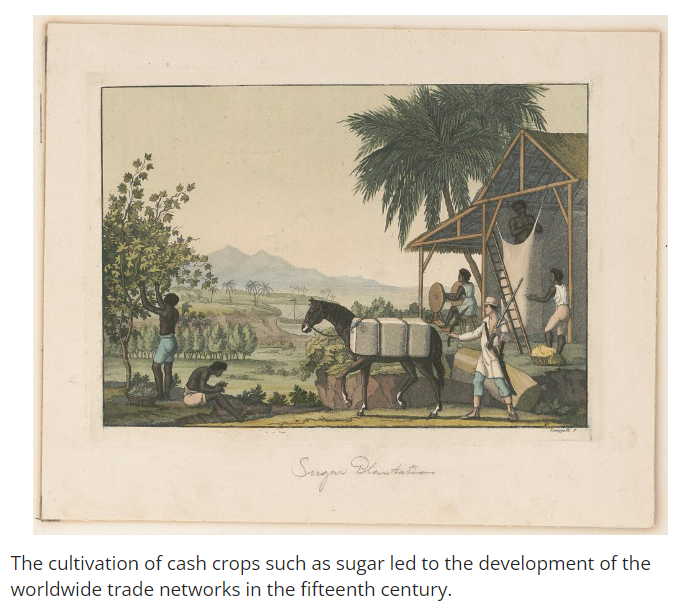 Sugar Plantation
The cultivation of cash crops such as sugar led to the development of the
worldwide trade networks in the fifteenth century.